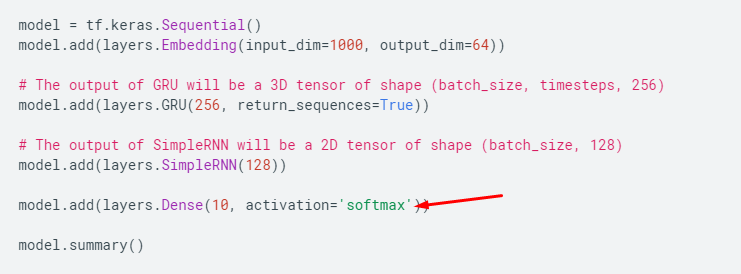 model = tf.keras.Sequential()
model.add(layers.Embedding(input_dim=1000, output_dim=64))
# The output of GRU will be a 3D tensor of shape (batch_size, timesteps, 256)
model.add(layers.GRU(256, return_sequences=True))
# The output of SimpleRNN will be a 2D tensor of shape (batch_size, 128)
model.add(layers.SimpleRNN(128))
model.add(layers.Dense(10, activation='softmax'))
model.summary()